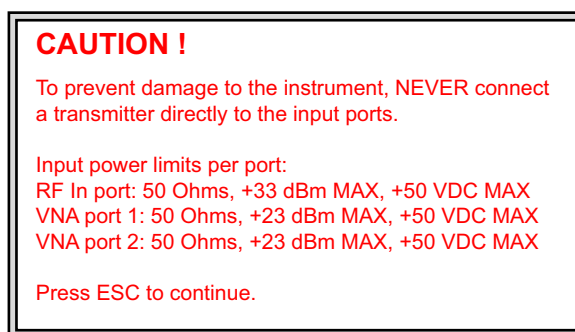 CAUTION !
To prevent damage to the instrument, NEVER connect
a transmitter directly to the input ports.
Input power limits per port:
RF In port: 50 Ohms, +33 dBm MAX, +50 VDC MAX
VNA port 1: 50 Ohms, +23 dBm MAX, +50 VDC MAX
VNA port 2: 50 Ohms, +23 dBm MAX, +50 VDC MAX
Press ESC to continue.